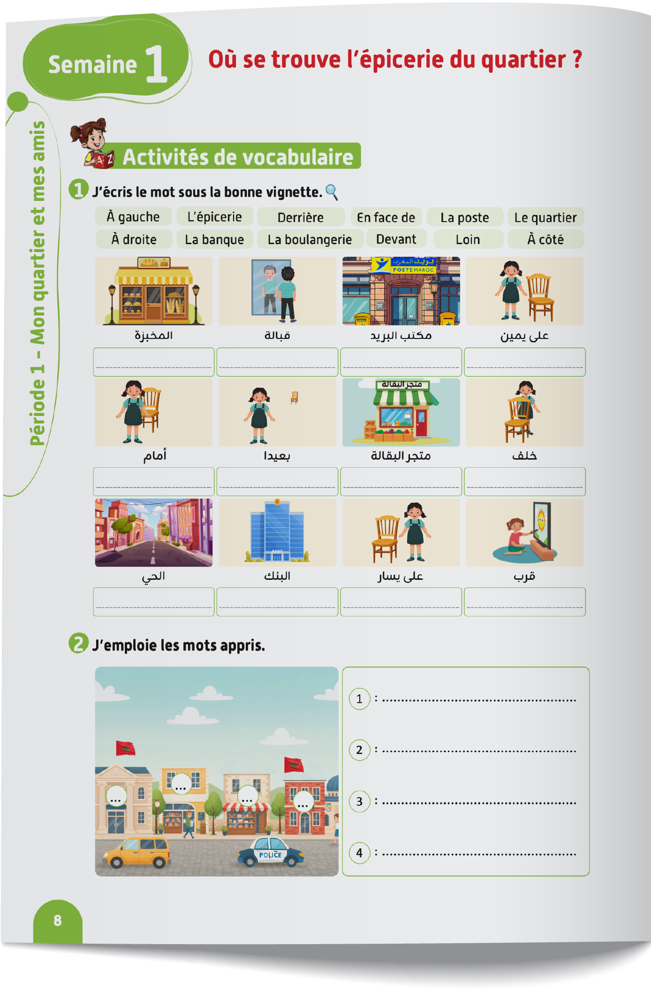 Semaine 1
Où se trouve l'épicerie du quartier ?
Période 1 - Mon quartier et mes amis
A Z
Activités de vocabulaire
1 J'écris le mot sous la bonne vignette.
À gauche L'épicerie Derrière En face de La poste Le quartier
À droite La banque La boulangerie Devant Loin À côté
بريد المغرب
POSTE MAROC
المخبزة قبالة مكتب البريد على يمين
متجر البقالة
أمام بعيدا متجر البقالة خلف
BANK
الحي البنك على يسار قرب
2 J'emploie les mots appris.
... ... ... ...
POLICE
1 : ........................................
2 : ........................................
3 : ........................................
4 : ........................................
8